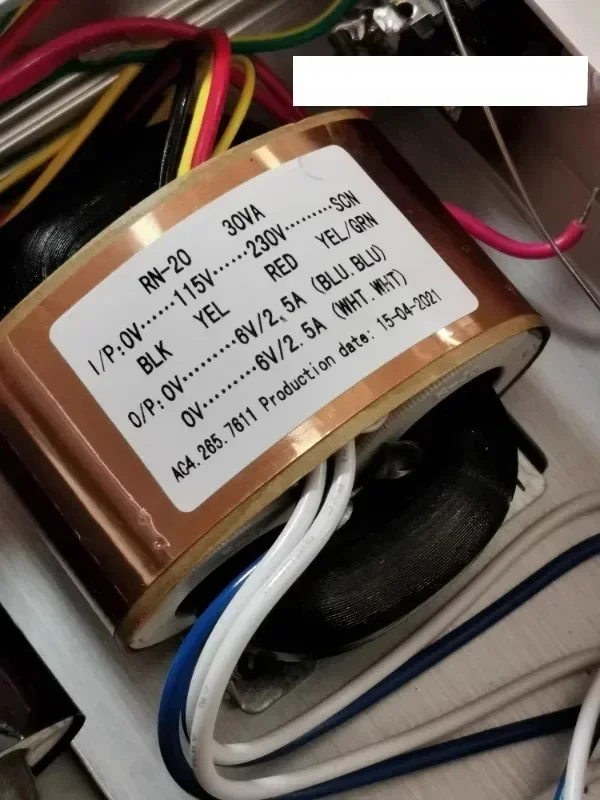 RN-20 30VA
I/P:0V......115V......230V.........SCN
BLK YEL RED YEL/GRN
O/P:0V.........6V/2.5A (BLU.BLU)
0V.........6V/2.5A (WHT.WHT)
AC4.265.7611 Production date: 15-04-2021